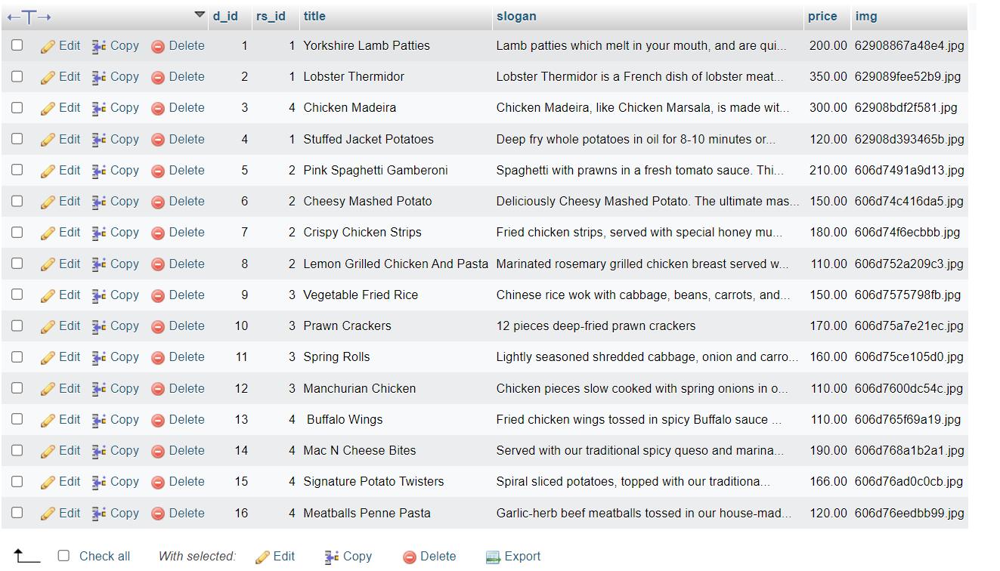 ←T→ d_id rs_id title slogan price img
Edit Copy Delete 1 1 Yorkshire Lamb Patties Lamb patties which melt in your mouth, and are qui... 200.00 62908867a48e4.jpg
Edit Copy Delete 2 1 Lobster Thermidor Lobster Thermidor is a French dish of lobster meat... 350.00 629089fee52b9.jpg
Edit Copy Delete 3 4 Chicken Madeira Chicken Madeira, like Chicken Marsala, is made wit... 300.00 62908bdf2f581.jpg
Edit Copy Delete 4 1 Stuffed Jacket Potatoes Deep fry whole potatoes in oil for 8-10 minutes or... 120.00 62908d393465b.jpg
Edit Copy Delete 5 2 Pink Spaghetti Gamberoni Spaghetti with prawns in a fresh tomato sauce. Thi... 210.00 606d7491a9d13.jpg
Edit Copy Delete 6 2 Cheesy Mashed Potato Deliciously Cheesy Mashed Potato. The ultimate mas... 150.00 606d74c416da5.jpg
Edit Copy Delete 7 2 Crispy Chicken Strips Fried chicken strips, served with special honey mu... 180.00 606d74f6ecbbb.jpg
Edit Copy Delete 8 2 Lemon Grilled Chicken And Pasta Marinated rosemary grilled chicken breast served w... 110.00 606d752a209c3.jpg
Edit Copy Delete 9 3 Vegetable Fried Rice Chinese rice wok with cabbage, beans, carrots, and... 150.00 606d7575798fb.jpg
Edit Copy Delete 10 3 Prawn Crackers 12 pieces deep-fried prawn crackers 170.00 606d75a7e21ec.jpg
Edit Copy Delete 11 3 Spring Rolls Lightly seasoned shredded cabbage, onion and carro... 160.00 606d75ce105d0.jpg
Edit Copy Delete 12 3 Manchurian Chicken Chicken pieces slow cooked with spring onions in o... 110.00 606d7600dc54c.jpg
Edit Copy Delete 13 4 Buffalo Wings Fried chicken wings tossed in spicy Buffalo sauce ... 110.00 606d765f69a19.jpg
Edit Copy Delete 14 4 Mac N Cheese Bites Served with our traditional spicy queso and marina... 190.00 606d768a1b2a1.jpg
Edit Copy Delete 15 4 Signature Potato Twisters Spiral sliced potatoes, topped with our traditiona... 166.00 606d76ad0c0cb.jpg
Edit Copy Delete 16 4 Meatballs Penne Pasta Garlic-herb beef meatballs tossed in our house-mad... 120.00 606d76eedbb99.jpg
Check all With selected: Edit Copy Delete Export